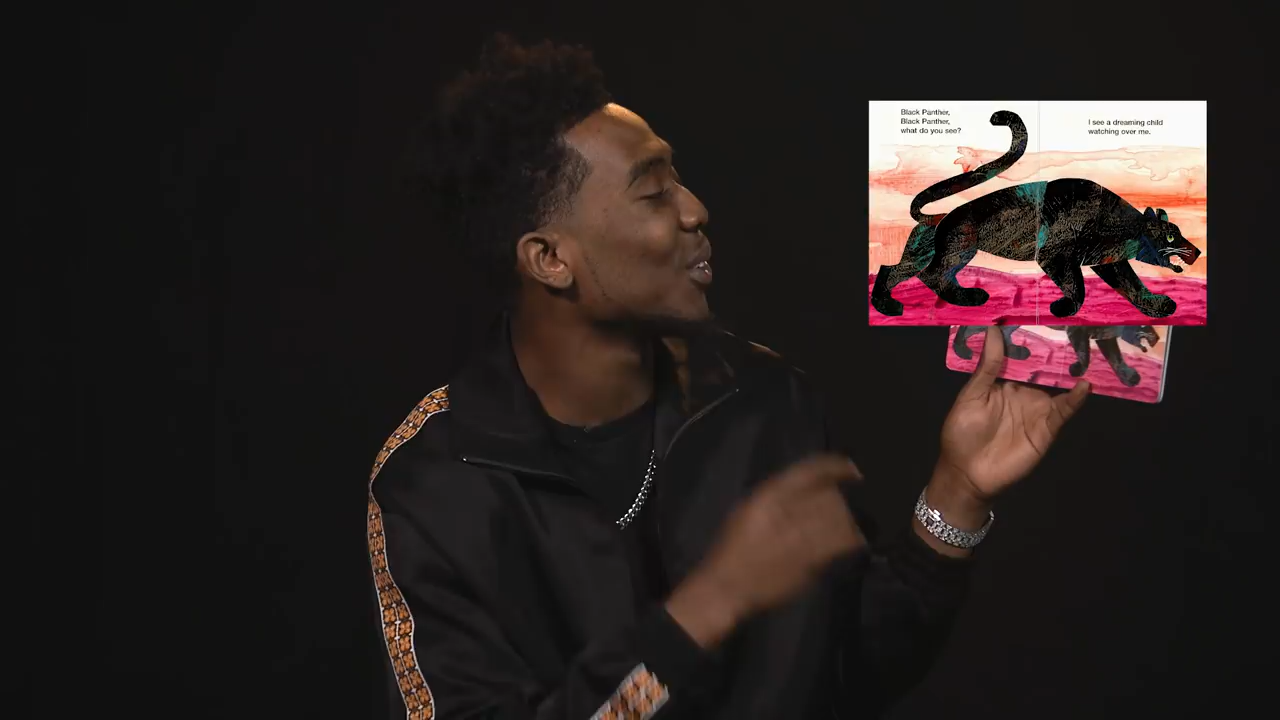 Black Panther,
Black Panther,
what do you see?
I see a dreaming child
watching over me.